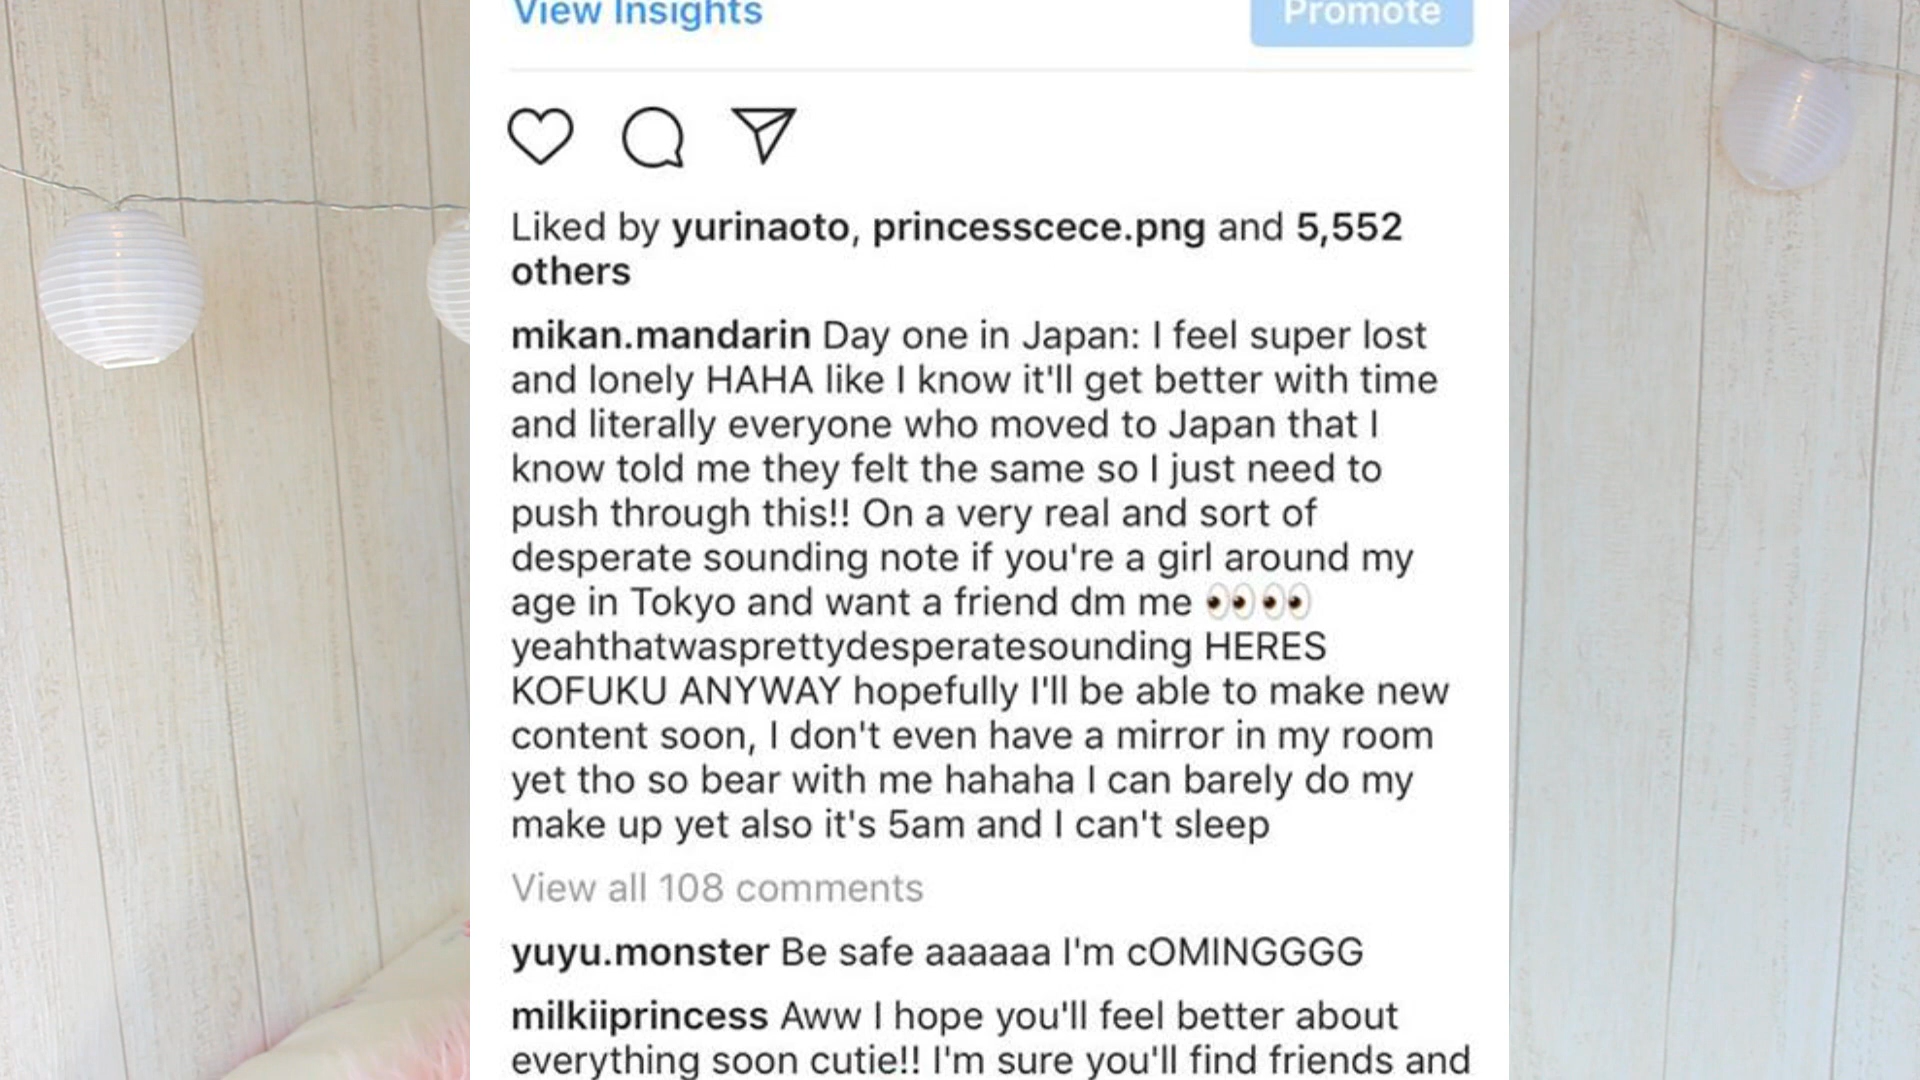 View Insights
Promote
Liked by yurinaoto, princesscece.png and 5,552
others
mikan.mandarin Day one in Japan: I feel super lost
and lonely HAHA like I know it'll get better with time
and literally everyone who moved to Japan that I
know told me they felt the same so I just need to
push through this!! On a very real and sort of
desperate sounding note if you're a girl around my
age in Tokyo and want a friend dm me 👀👀
yeahthatwasprettydesperatesounding HERES
KOFUKU ANYWAY hopefully I'll be able to make new
content soon, I don't even have a mirror in my room
yet tho so bear with me hahaha I can barely do my
make up yet also it's 5am and I can't sleep
View all 108 comments
yuyu.monster Be safe aaaaaa I'm cOMINGGGG
milkiiprincess Aww I hope you'll feel better about
everything soon cutie!! I'm sure you'll find friends and